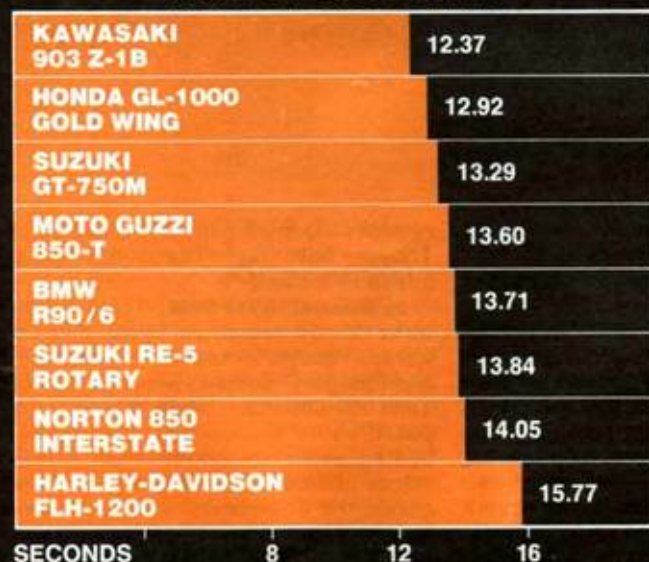 KAWASAKI
903 Z-1B
12.37
HONDA GL-1000
GOLD WING
12.92
SUZUKI
GT-750M
13.29
MOTO GUZZI
850-T
13.60
BMW
R90/6
13.71
SUZUKI RE-5
ROTARY
13.84
NORTON 850
INTERSTATE
14.05
HARLEY-DAVIDSON
FLH-1200
15.77
SECONDS 8 12 16